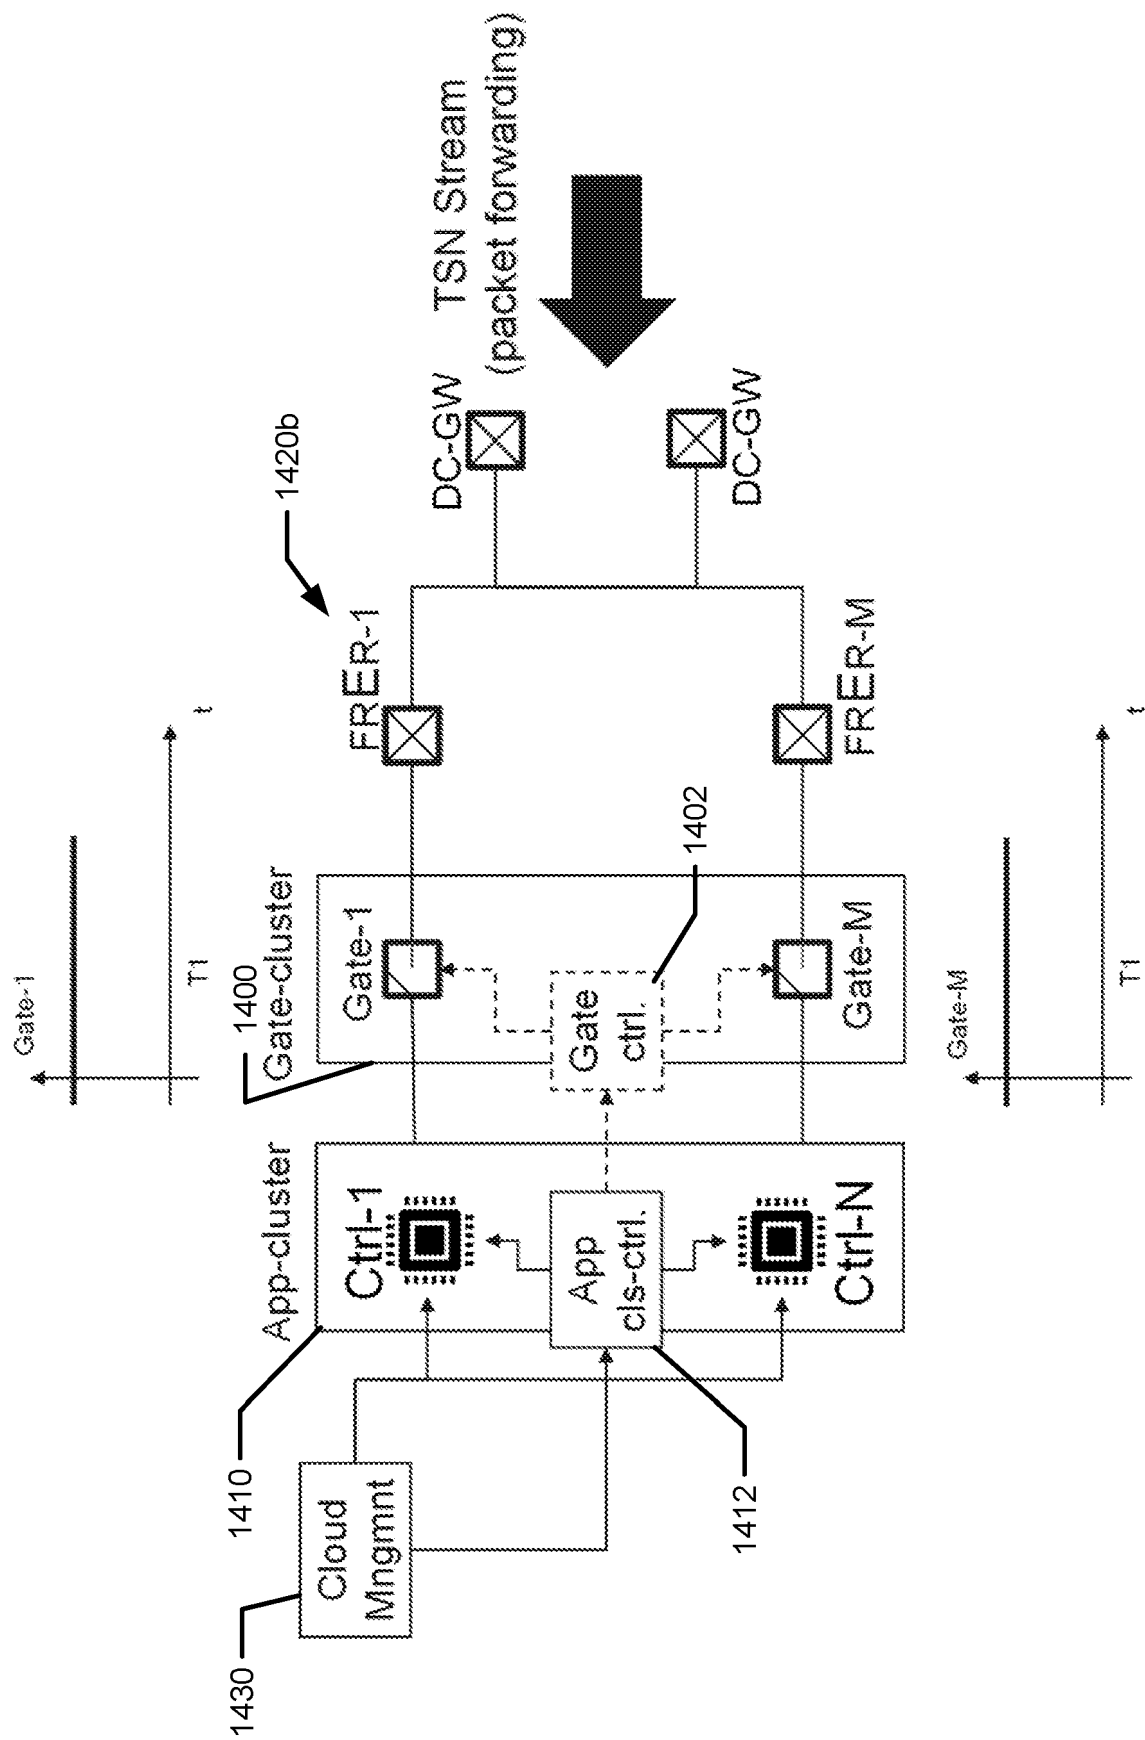 Gate-1
T1
t
1400
Gate-cluster
1420b
1410
App-cluster
1430
Cloud
Mngmnt
Ctrl-1
Gate-1
FRER-1
DC-GW
TSN Stream
(packet forwarding)
App
cls-ctrl.
Gate
ctrl.
1402
1412
Ctrl-N
Gate-M
FRER-M
DC-GW
Gate-M
T1
t